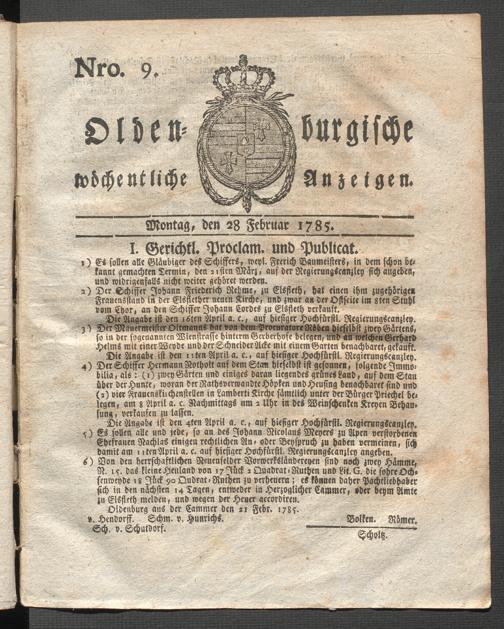 Nro. 9.
Olden- burgische
wöchentliche Anzeigen.
Montag, den 28 Februar 1785.
I. Gerichtl. Proclam. und Publicat.
1) Es sollen alle Gläubiger des Schiffers, weyl. Frerich Baumeisters, in dem schon be-
kannt gemachten Termin, den 21sten März, auf der Regierungscanzley sich angeben,
und widrigenfalls nicht weiter gehöret werden.
2) Der Schiffer Johann Friederich Rehme, zu Elsfleth, hat einen ihm zugehörigen
Frauenstand in der Elsflether neuen Kirche, und zwar an der Ostseite im 8ten Stuhl
vom Chor, an den Schiffer Johann Cordes zu Elsfleth verkauft.
Die Angabe ist den 16ten April a. c., auf hiesiger Hochfürstl. Regierungscanzley.
3) Der Mauermeister Oltmanns hat von dem Procuratore Röben hieselbst zwey Gärten,
so in der sogenannten Wienstrasse hinterm Gerberhofe belegen, und an welchen Gerhard
Helms mit einer Weyde und der Schneider Acke mit einem Garten benachbaret, gekauft.
Die Angabe ist den 11ten April a. c., auf hiesiger Hochfürstl. Regierungscanzley.
4) Der Schiffer Hermann Notholt auf dem Stau hieselbst ist gesonnen, folgende Immo-
bilia, als: (1) zwey Gärten und einiges daran liegendes grünes Land, auf dem Stau
über der Hunte, woran der Rathsverwandte Höpken und Heusing benachbaret sind und
(2) vier Frauenskirchenstellen in Lamberti Kirche sämtlich unter der Bürger Priechel be-
legen, am 8 April a. c. Nachmittags um 2 Uhr in des Weinschenken Kreyen Behau-
sung, verkaufen zu lassen.
Die Angabe ist den 4ten April a. c., auf hiesiger Hochfürstl. Regierungscanzley.
5) Es sollen alle und jede, so an des Johann Nicolaus Meyers zu Apen verstorbenen
Ehefrauen Nachlas einigen rechtlichen An- oder Beyspruch zu haben vermeinen, sich
damit am 11ten April a. c. auf hiesiger Hochfürstl. Regierungscanzley angeben.
6) Von den herrschaftlichen Neuenfelder Vorwerksländereyen sind noch zwey Hämme,
N. 15. das kleine Henland von 17 Jück 2 Quadrat-Ruthen und Lit. G. die fohre Och-
senweyde 18 Jück 90 Qudrat-Ruthen zu verheuern; es können daher Pachtliebhaber
sich in den nächsten 14 Tagen, entweder in Herzoglicher Cammer, oder beym Amte
zu Elsfleth melden, und wegen der Heuer accordiren.
Oldenburg aus der Cammer den 21 Febr. 1785.
v. Hendorff. Schm. v. Hunrichs. Bolken. Römer.
Sch. v. Schuldorf. Scholtz.